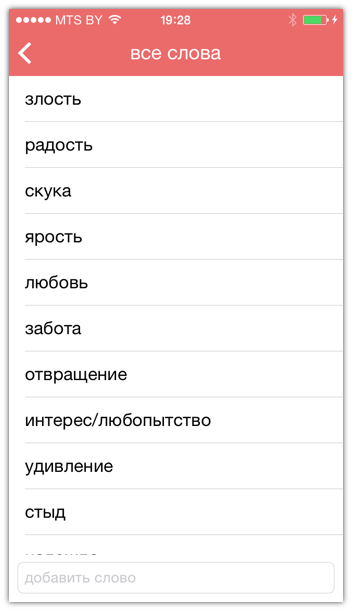 MTS BY 19:28
все слова
злость
радость
скука
ярость
любовь
забота
отвращение
интерес/любопытство
удивление
стыд
добавить слово